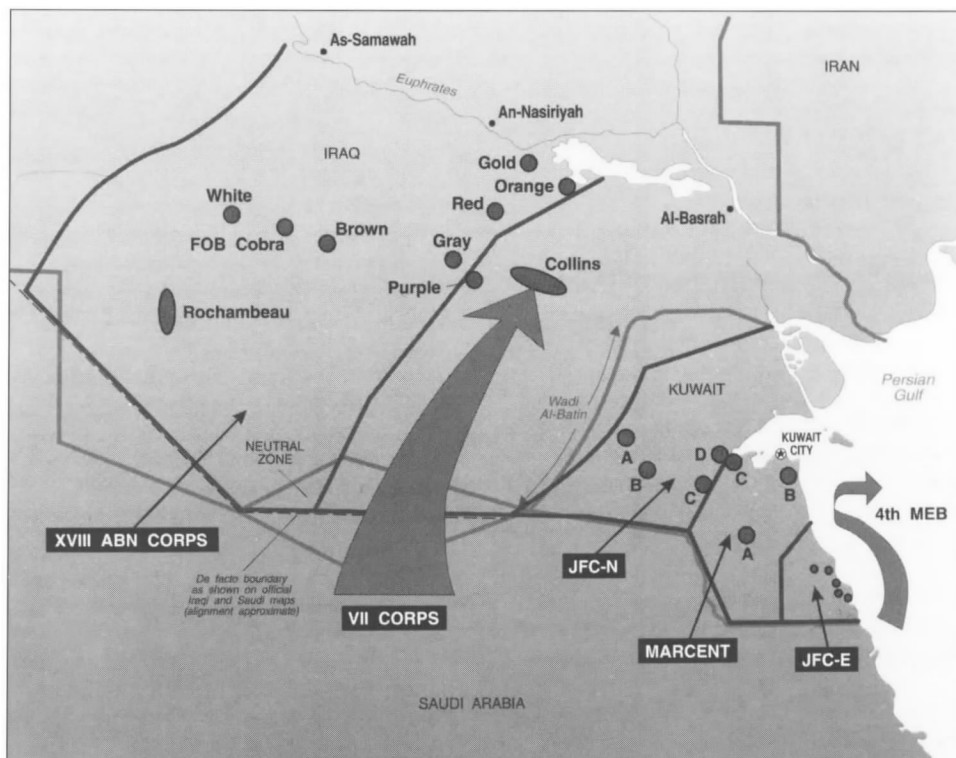 As-Samawah
IRAN
Euphrates
An-Nasiriyah
IRAQ
Gold
Orange
White
Red
Al-Basrah
FOB Cobra
Brown
Gray
Collins
Purple
Rochambeau
KUWAIT
Persian
Gulf
Wadi
Al-Batin
NEUTRAL
ZONE
KUWAIT
CITY
A
D
C
B
C
B
4th MEB
XVIII ABN CORPS
A
JFC-N
De facto boundary
as shown on official
Iraqi and Saudi maps
(alignment approximate)
VII CORPS
MARCENT
JFC-E
SAUDI ARABIA